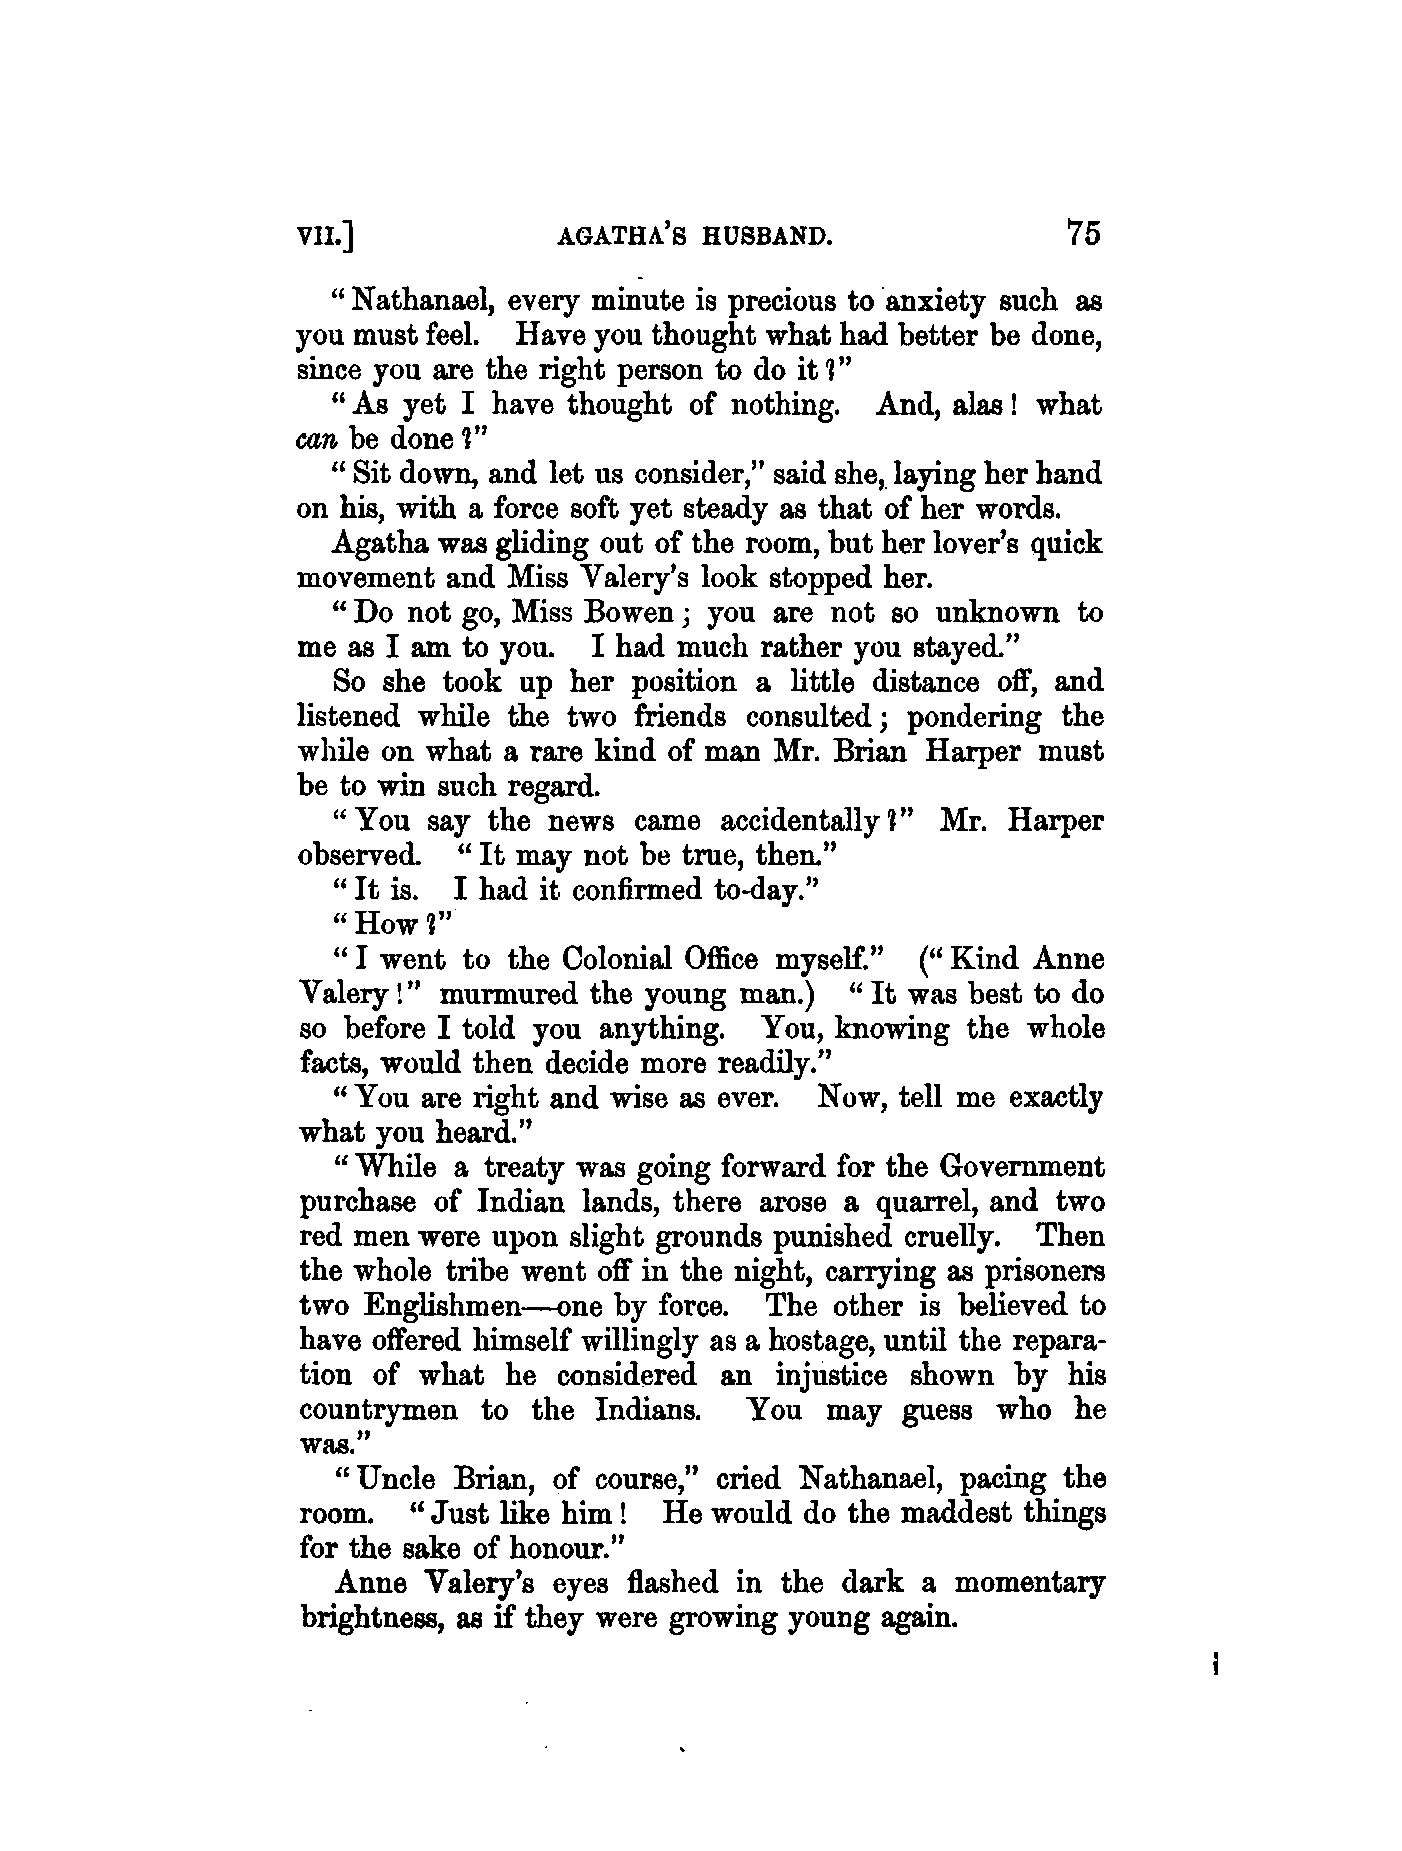 VII.] AGATHA'S HUSBAND. 75
"Nathanael, every minute is precious to anxiety such as
you must feel. Have you thought what had better be done,
since you are the right person to do it?"
"As yet I have thought of nothing. And, alas! what
can be done?"
"Sit down, and let us consider," said she, laying her hand
on his, with a force soft yet steady as that of her words.
Agatha was gliding out of the room, but her lover's quick
movement and Miss Valery's look stopped her.
"Do not go, Miss Bowen; you are not so unknown to
me as I am to you. I had much rather you stayed."
So she took up her position a little distance off, and
listened while the two friends consulted; pondering the
while on what a rare kind of man Mr. Brian Harper must
be to win such regard.
"You say the news came accidentally?" Mr. Harper
observed. "It may not be true, then."
"It is. I had it confirmed to-day."
"How?"
"I went to the Colonial Office myself." ("Kind Anne
Valery!" murmured the young man.) "It was best to do
so before I told you anything. You, knowing the whole
facts, would then decide more readily."
"You are right and wise as ever. Now, tell me exactly
what you heard."
"While a treaty was going forward for the Government
purchase of Indian lands, there arose a quarrel, and two
red men were upon slight grounds punished cruelly. Then
the whole tribe went off in the night, carrying as prisoners
two Englishmen—one by force. The other is believed to
have offered himself willingly as a hostage, until the repara-
tion of what he considered an injustice shown by his
countrymen to the Indians. You may guess who he
was."
"Uncle Brian, of course," cried Nathanael, pacing the
room. "Just like him! He would do the maddest things
for the sake of honour."
Anne Valery's eyes flashed in the dark a momentary
brightness, as if they were growing young again.